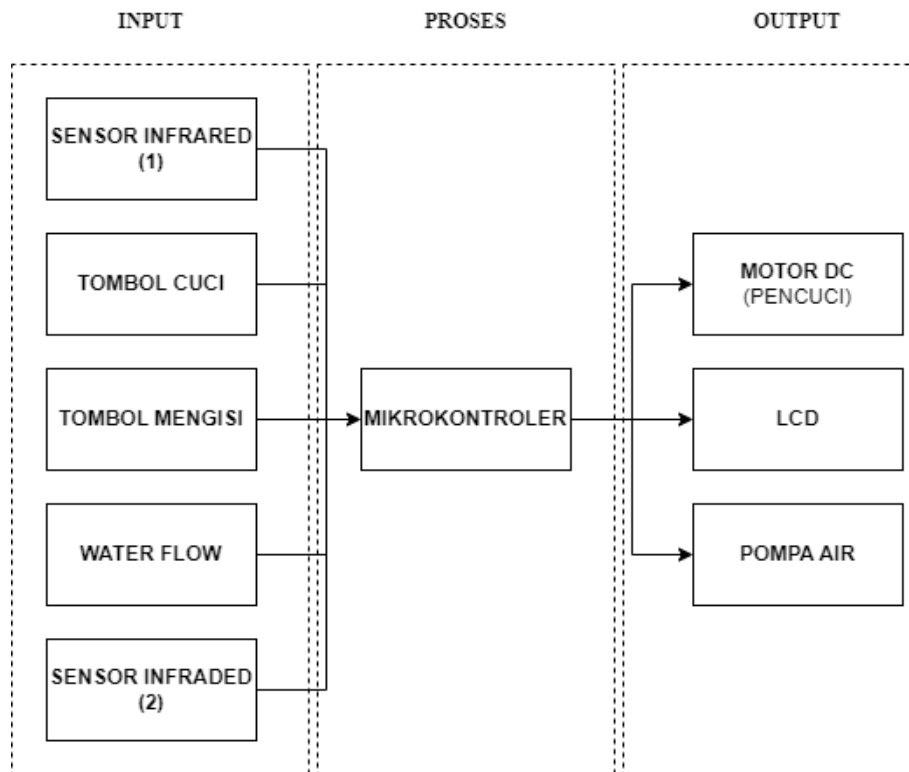 INPUT
PROSES
OUTPUT
SENSOR INFRARED
(1)
TOMBOL CUCI
TOMBOL MENGISI
WATER FLOW
SENSOR INFRADED
(2)
MIKROKONTROLER
MOTOR DC
(PENCUCI)
LCD
POMPA AIR